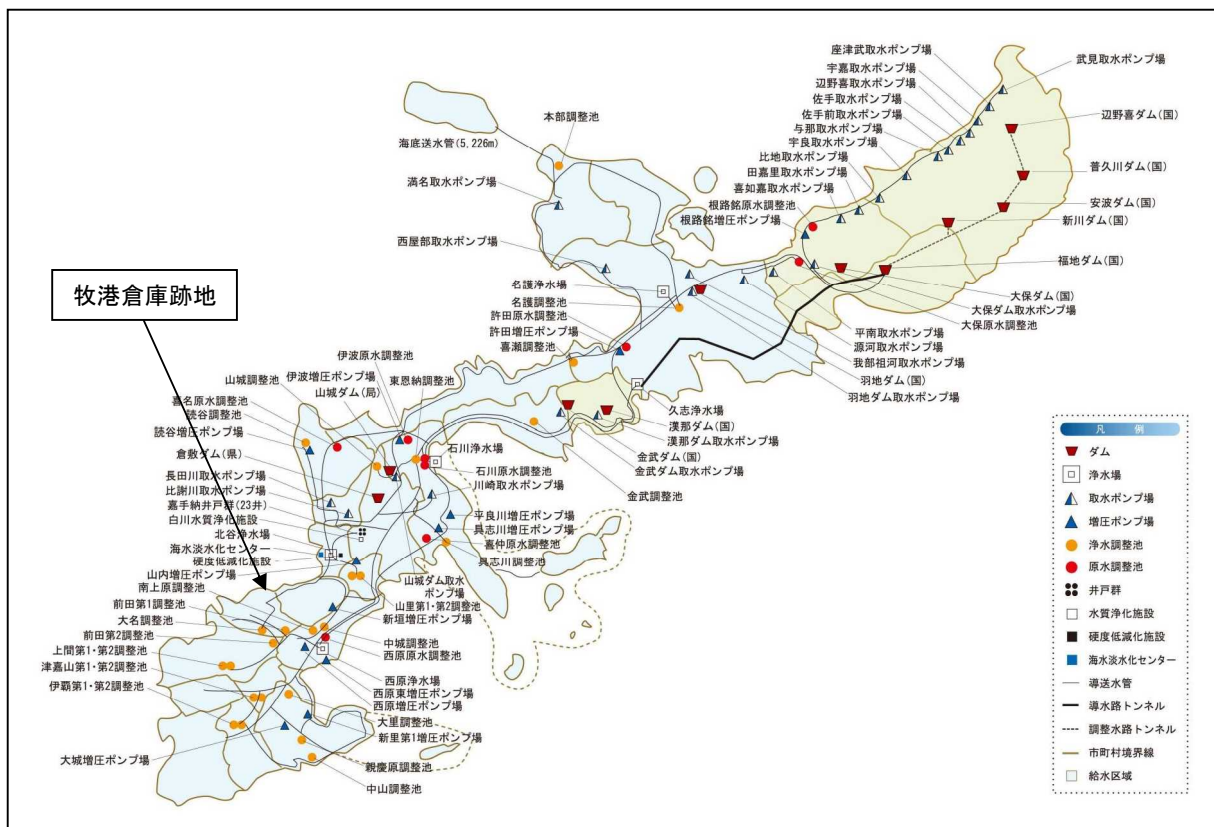 座津武取水ポンプ場
武見取水ポンプ場
宇嘉取水ポンプ場
辺野喜取水ポンプ場
佐手取水ポンプ場
佐手前取水ポンプ場
与那取水ポンプ場
宇良取水ポンプ場
比地取水ポンプ場
田嘉里取水ポンプ場
喜如嘉取水ポンプ場
根路銘原水調整池
根路銘増圧ポンプ場
辺野喜ダム(国)
普久川ダム(国)
安波ダム(国)
新川ダム(国)
福地ダム(国)
大保ダム(国)
大保ダム取水ポンプ場
大保原水調整池
平南取水ポンプ場
源河取水ポンプ場
我部祖河取水ポンプ場
羽地ダム(国)
羽地ダム取水ポンプ場
本部調整池
海底送水管(5,226m)
満名取水ポンプ場
西屋部取水ポンプ場
名護浄水場
名護調整池
許田原水調整池
許田増圧ポンプ場
喜瀬調整池
久志浄水場
漢那ダム(国)
漢那ダム取水ポンプ場
金武ダム(国)
金武ダム取水ポンプ場
金武調整池
牧港倉庫跡地
伊波原水調整池
伊波増圧ポンプ場
東恩納調整池
山城調整池
山城ダム(局)
喜名原水調整池
読谷調整池
読谷増圧ポンプ場
倉敷ダム(県)
長田川取水ポンプ場
比謝川取水ポンプ場
嘉手納井戸群(23井)
白川水質浄化施設
北谷浄水場
海水淡水化センター
硬度低減化施設
山内増圧ポンプ場
南上原調整池
前田第1調整池
大名調整池
前田第2調整池
上間第1・第2調整池
津嘉山第1・第2調整池
伊覇第1・第2調整池
大城増圧ポンプ場
石川浄水場
石川原水調整池
川崎取水ポンプ場
平良川増圧ポンプ場
具志川増圧ポンプ場
喜仲原水調整池
具志川調整池
山城ダム取水
ポンプ場
山里第1・第2調整池
新垣増圧ポンプ場
中城調整池
西原原水調整池
西原浄水場
西原東増圧ポンプ場
西原増圧ポンプ場
大里調整池
新里第1増圧ポンプ場
親慶原調整池
中山調整池
凡例
ダム
浄水場
取水ポンプ場
増圧ポンプ場
浄水調整池
原水調整池
井戸群
水質浄化施設
硬度低減化施設
海水淡水化センター
導送水管
導水路トンネル
調整水路トンネル
市町村境界線
給水区域